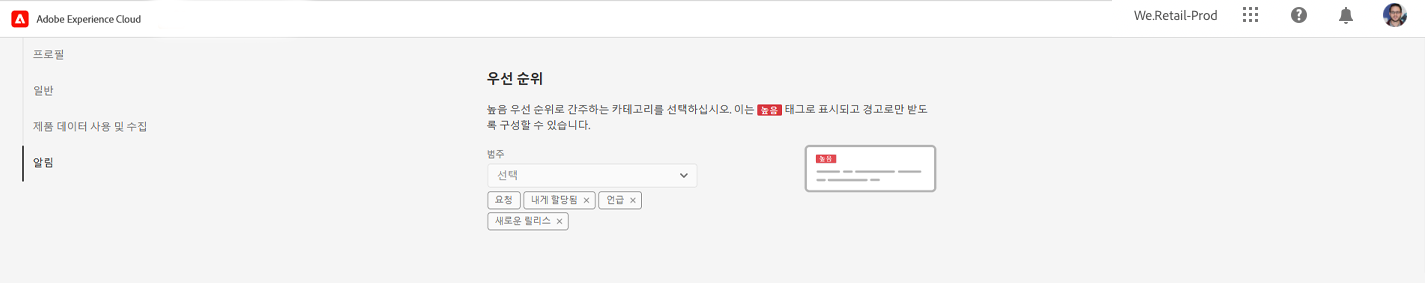 Adobe Experience Cloud
We.Retail-Prod
프로필
일반
제품 데이터 사용 및 수집
알림
우선 순위
높음 우선 순위로 간주하는 카테고리를 선택하십시오. 이는 높음 태그로 표시되고 경고로만 받도
록 구성할 수 있습니다.
범주
선택
요청
내게 할당됨
언급
새로운 릴리스
높음